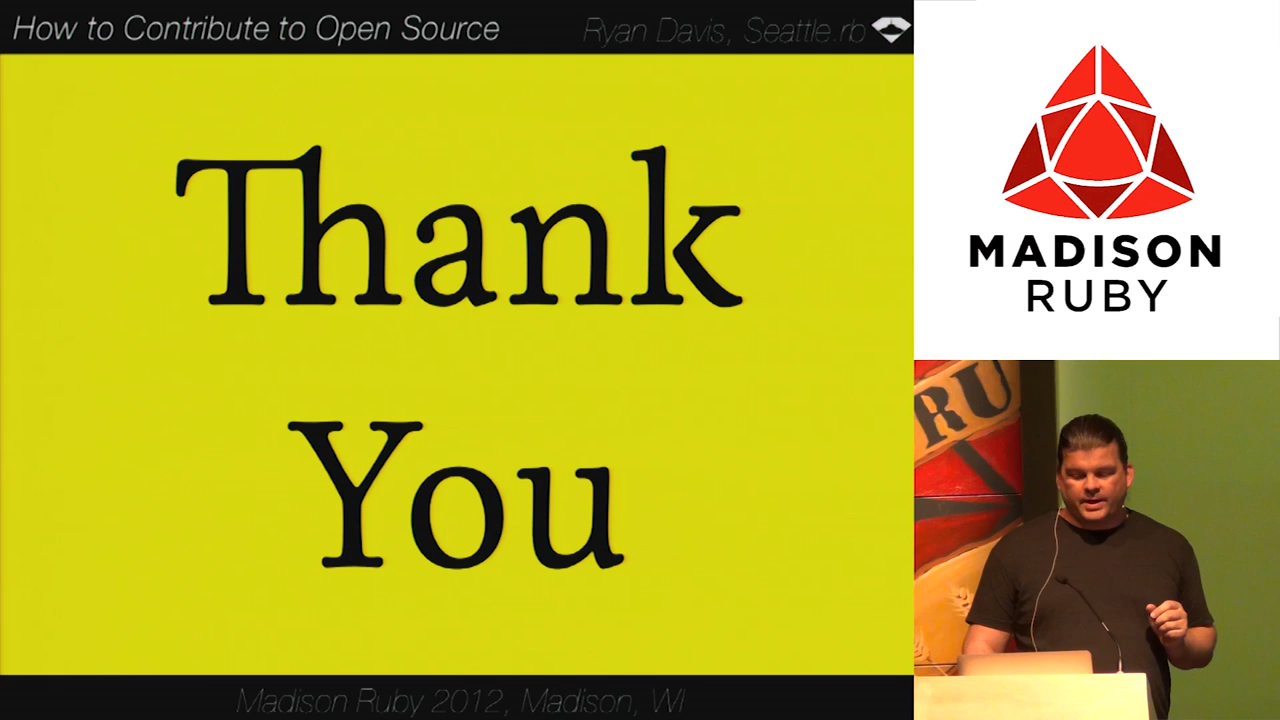 How to Contribute to Open Source
Ryan Davis, Seattle.rb
Thank
You
Madison Ruby 2012, Madison, WI
MADISON
RUBY
RU